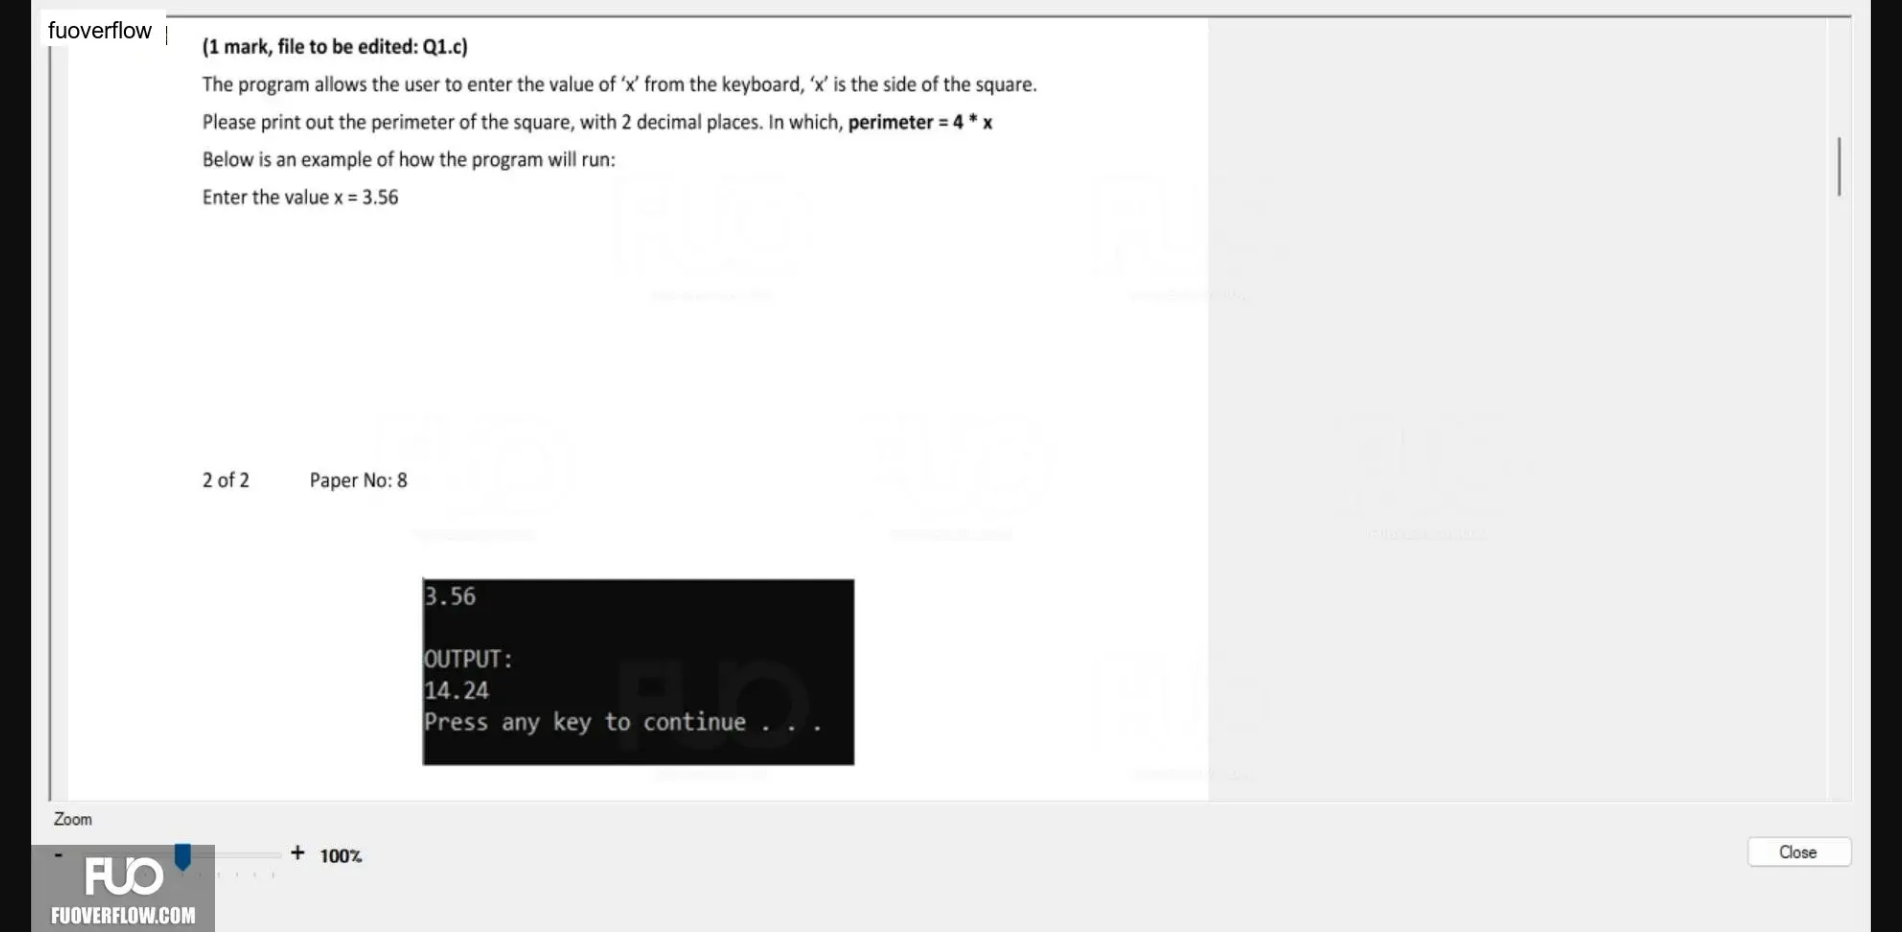 fuoverflow
(1 mark, file to be edited: Q1.c)
The program allows the user to enter the value of ‘x’ from the keyboard, ‘x’ is the side of the square.
Please print out the perimeter of the square, with 2 decimal places. In which, perimeter = 4 * x
Below is an example of how the program will run:
Enter the value x = 3.56
2 of 2 Paper No: 8
3.56
OUTPUT:
14.24
Press any key to continue . . .
Zoom
- + 100%
Close
FUO
FUOVERFLOW.COM